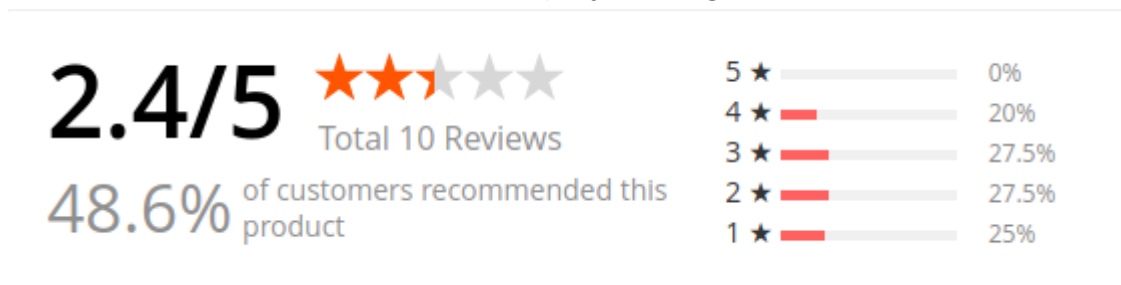 2.4/5
Total 10 Reviews
48.6% of customers recommended this
product
5 ★ 0%
4 ★ 20%
3 ★ 27.5%
2 ★ 27.5%
1 ★ 25%